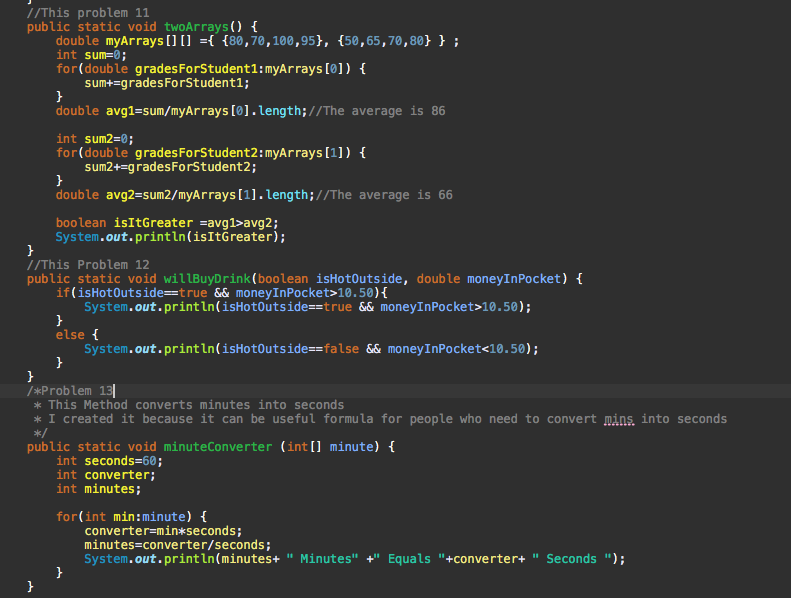 }
//This problem 11
public static void twoArrays() {
double myArrays[][] ={ {80,70,100,95}, {50,65,70,80} } ;
int sum=0;
for(double gradesForStudent1:myArrays[0]) {
sum+=gradesForStudent1;
}
double avg1=sum/myArrays[0].length;//The average is 86
int sum2=0;
for(double gradesForStudent2:myArrays[1]) {
sum2+=gradesForStudent2;
}
double avg2=sum2/myArrays[1].length;//The average is 66
boolean isItGreater =avg1>avg2;
System.out.println(isItGreater);
}
//This Problem 12
public static void willBuyDrink(boolean isHotOutside, double moneyInPocket) {
if(isHotOutside==true && moneyInPocket>10.50){
System.out.println(isHotOutside==true && moneyInPocket>10.50);
}
else {
System.out.println(isHotOutside==false && moneyInPocket<10.50);
}
}
/*Problem 13
* This Method converts minutes into seconds
* I created it because it can be useful formula for people who need to convert mins into seconds
*/
public static void minuteConverter (int[] minute) {
int seconds=60;
int converter;
int minutes;
for(int min:minute) {
converter=min*seconds;
minutes=converter/seconds;
System.out.println(minutes+ " Minutes" +" Equals "+converter+ " Seconds ");
}
}